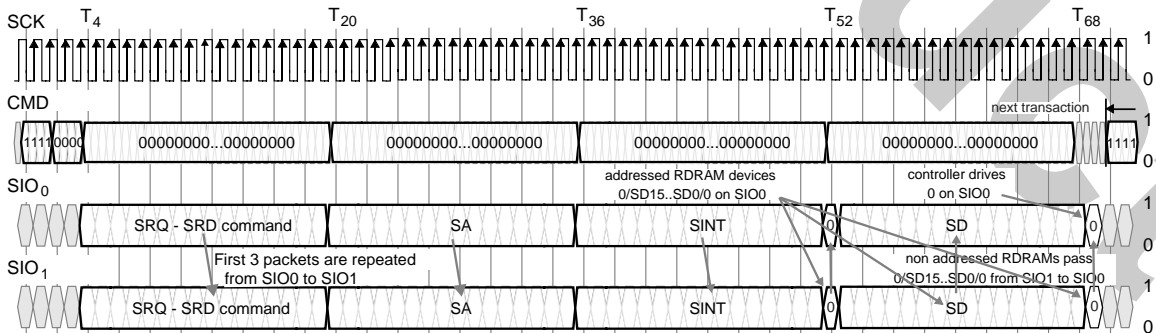 SCK T4 T20 T36 T52 T68
1
0
CMD next transaction
1
1111 0000 00000000...00000000 00000000...00000000 00000000...00000000 00000000...00000000 1111
0
SIO0 addressed RDRAM devices controller drives
0/SD15..SD0/0 on SIO0 0 on SIO0
1
SRQ - SRD command SA SINT 0 SD 0
0
First 3 packets are repeated non addressed RDRAMs pass
SIO1 from SIO0 to SIO1 0/SD15..SD0/0 from SIO1 to SIO0
1
SRQ - SRD command SA SINT 0 SD 0
0